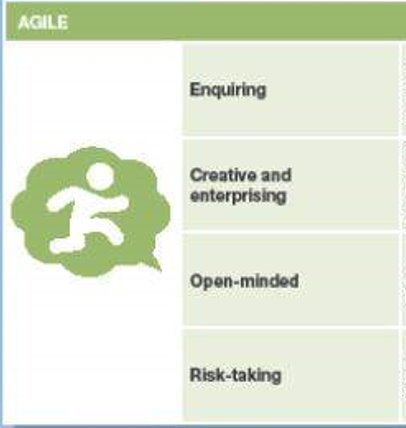 AGILE
Enquiring
Creative and
enterprising
Open-minded
Risk-taking